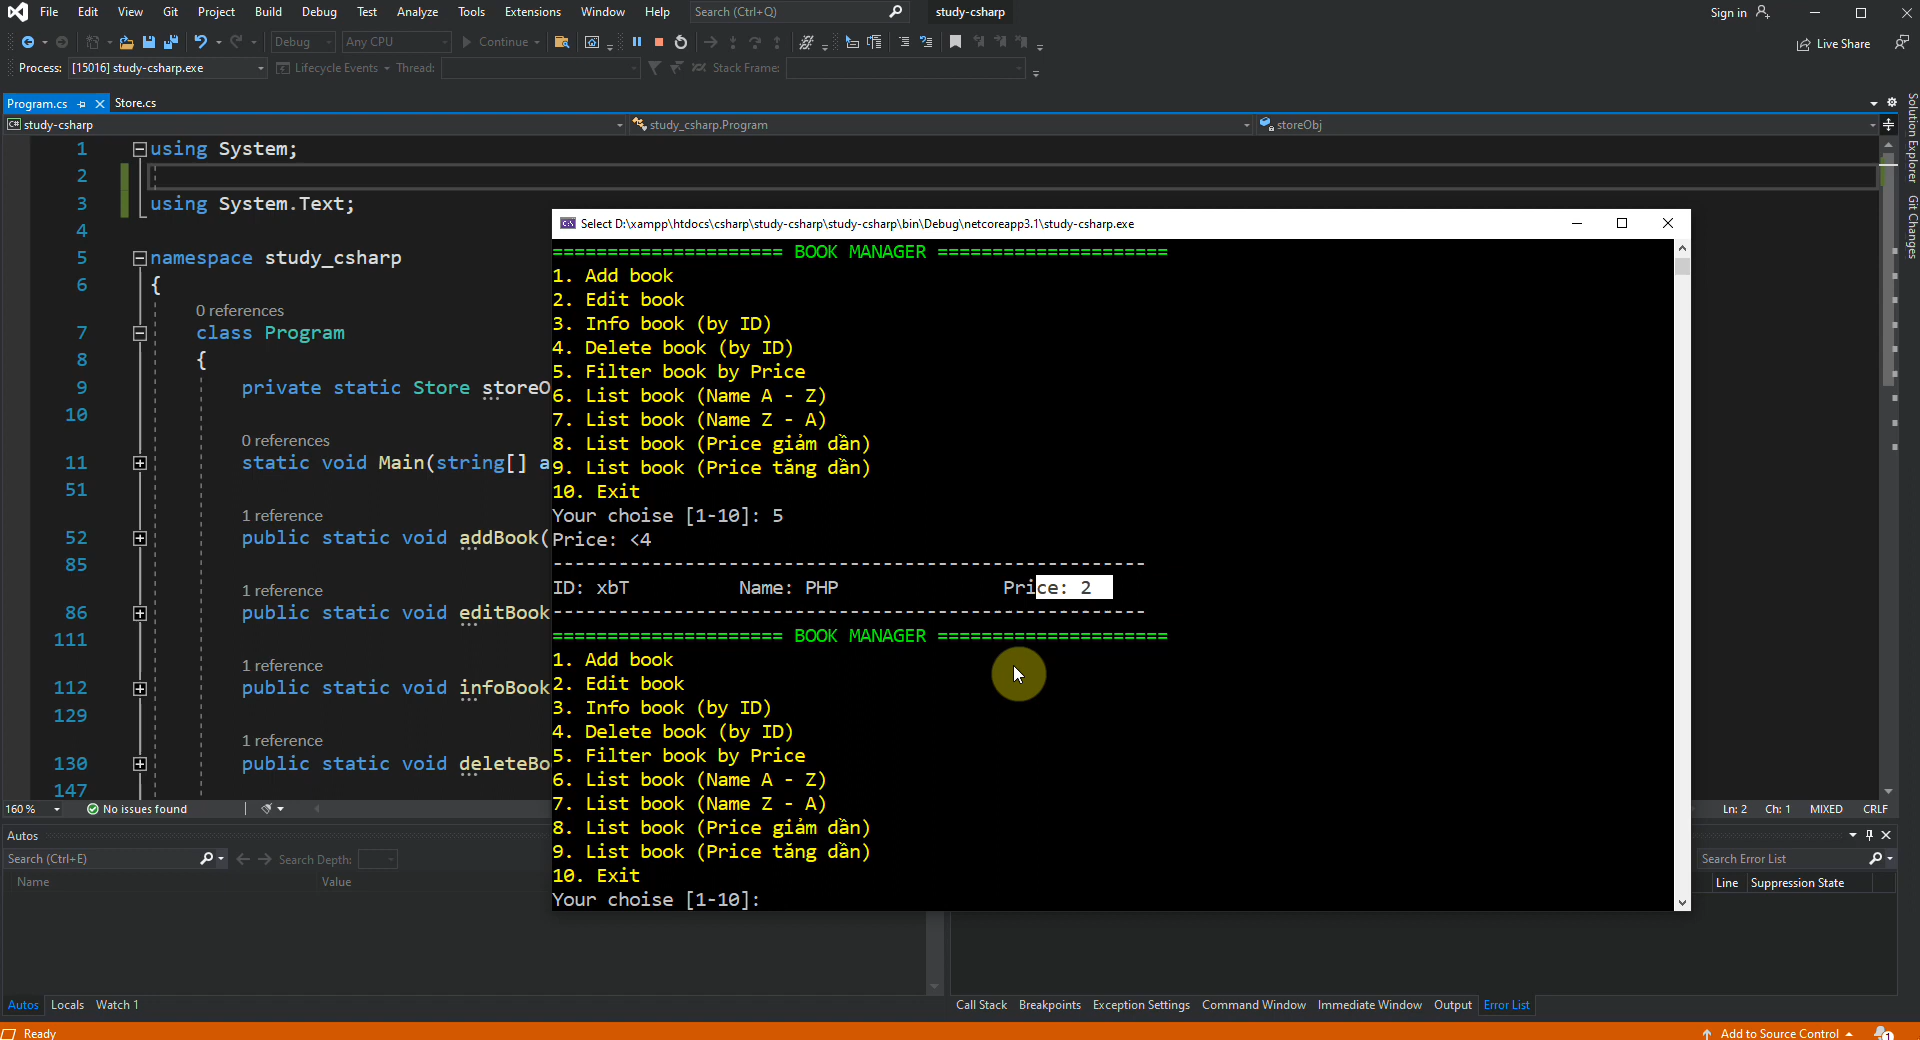 File Edit View Git Project Build Debug Test Analyze Tools Extensions Window Help Search (Ctrl+Q) study-csharp Sign in
Debug Any CPU Continue Live Share
Process: [15016] study-csharp.exe Lifecycle Events Thread: Stack Frame:
Program.cs Store.cs
study-csharp study_csharp.Program storeObj
Solution Explorer
Git Changes
1 using System;
2
3 using System.Text;
4
5 namespace study_csharp
6 {
0 references
7 class Program
8 {
9 private static Store storeO
10
0 references
11 static void Main(string[] a
51
1 reference
52 public static void addBook(
85
1 reference
86 public static void editBook
111
1 reference
112 public static void infoBook
129
1 reference
130 public static void deleteBo
147
160 % No issues found Ln: 2 Ch: 1 MIXED CRLF
Select D:\xampp\htdocs\csharp\study-csharp\study-csharp\bin\Debug\netcoreapp3.1\study-csharp.exe
===================== BOOK MANAGER =====================
1. Add book
2. Edit book
3. Info book (by ID)
4. Delete book (by ID)
5. Filter book by Price
6. List book (Name A - Z)
7. List book (Name Z - A)
8. List book (Price giảm dần)
9. List book (Price tăng dần)
10. Exit
Your choise [1-10]: 5
Price: <4
------------------------------------------------------
ID: xbT Name: PHP Price: 2
------------------------------------------------------
===================== BOOK MANAGER =====================
1. Add book
2. Edit book
3. Info book (by ID)
4. Delete book (by ID)
5. Filter book by Price
6. List book (Name A - Z)
7. List book (Name Z - A)
8. List book (Price giảm dần)
9. List book (Price tăng dần)
10. Exit
Your choise [1-10]:
Autos
Search (Ctrl+E) Search Depth: Search Error List
Name Value Line Suppression State
Autos Locals Watch 1 Call Stack Breakpoints Exception Settings Command Window Immediate Window Output Error List
Ready Add to Source Control 1